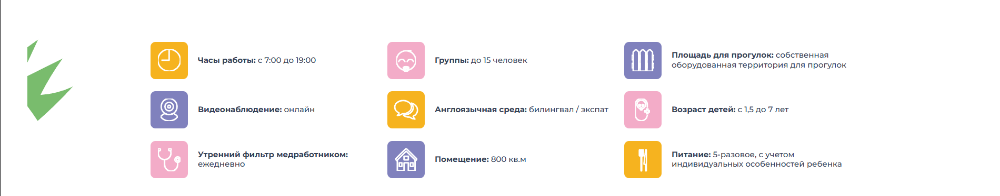 Часы работы: с 7:00 до 19:00
Группы: до 15 человек
Площадь для прогулок: собственная
оборудованная территория для прогулок
Видеонаблюдение: онлайн
Англоязычная среда: билингвал / экспат
Возраст детей: с 1,5 до 7 лет
Утренний фильтр медработником:
ежедневно
Помещение: 800 кв.м
Питание: 5-разовое, с учетом
индивидуальных особенностей ребенка